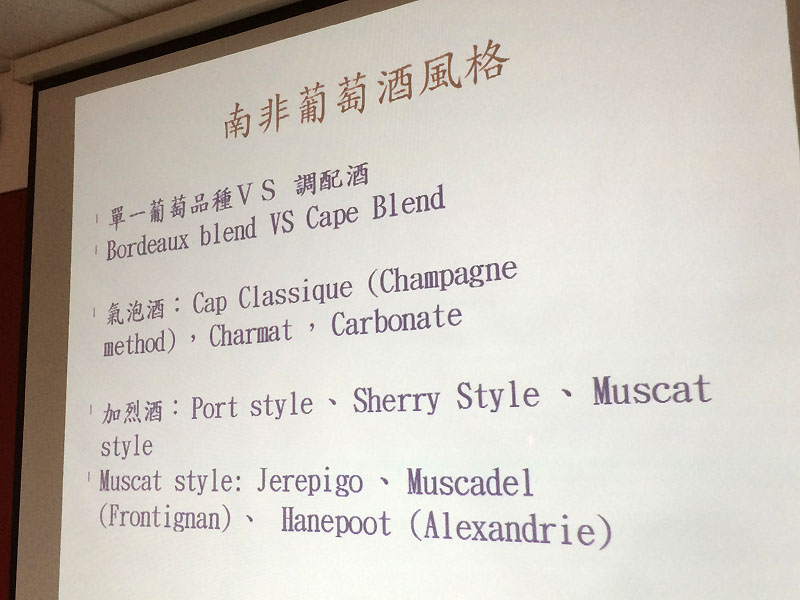 南非葡萄酒風格
單一葡萄品種ＶＳ 調配酒
Bordeaux blend VS Cape Blend
氣泡酒：Cap Classique (Champagne
method)，Charmat ，Carbonate
加烈酒：Port style、Sherry Style、Muscat
style
Muscat style: Jerepigo、Muscadel
(Frontignan)、 Hanepoot (Alexandrie)